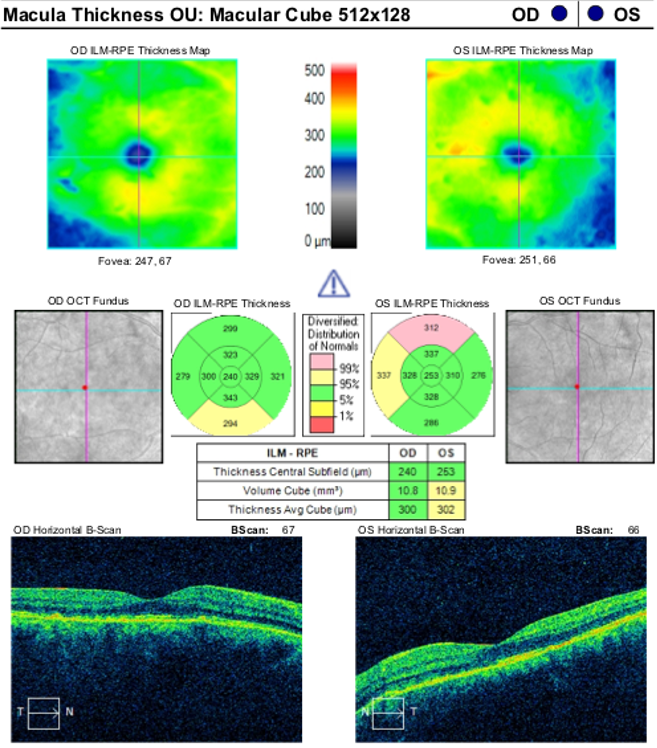 Macula Thickness OU: Macular Cube 512x128 OD OS
OD ILM-RPE Thickness Map
OS ILM-RPE Thickness Map
500
400
300
200
100
0 µm
Fovea: 247, 67
Fovea: 251, 66
OD OCT Fundus
OD ILM-RPE Thickness
OS ILM-RPE Thickness
OS OCT Fundus
299
323
279 300 240 329 321
343
294
Diversified:
Distribution
of Normals
99%
95%
5%
1%
312
337
337 328 253 310 276
328
286
ILM - RPE OD OS
Thickness Central Subfield (µm) 240 253
Volume Cube (mm³) 10.8 10.9
Thickness Avg Cube (µm) 300 302
OD Horizontal B-Scan BScan: 67
OS Horizontal B-Scan BScan: 66
T N
N T